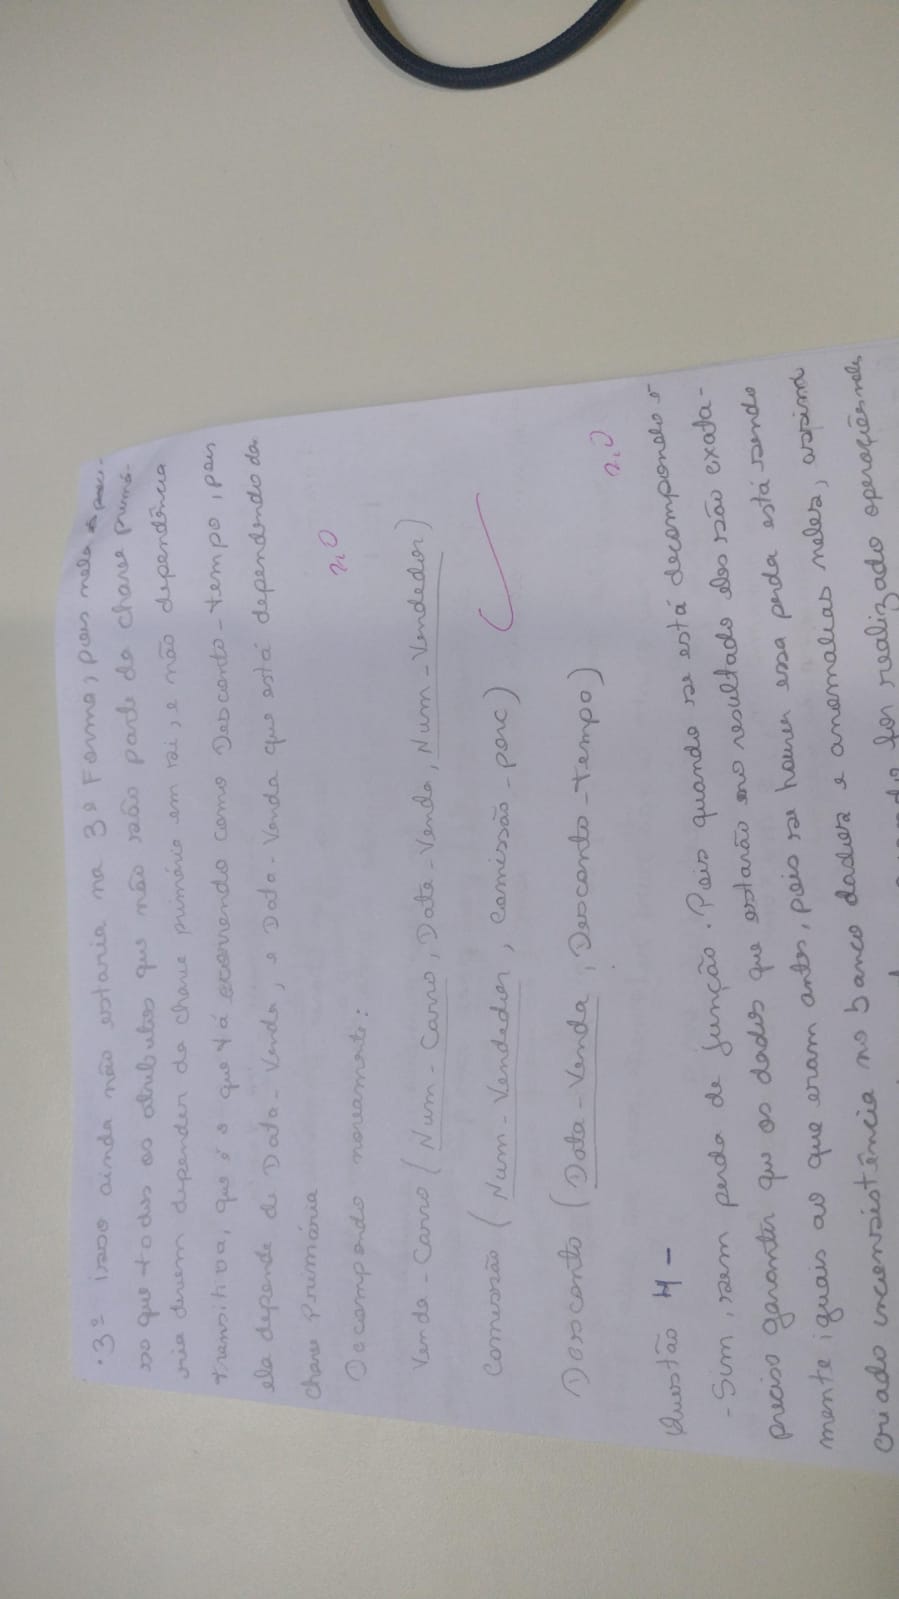 . 3º isso ainda não estaria na 3ª Forma, pois nela
so que todos os atributos que não são parte da chave primá-
ria devem depender da chave primária em si, e não dependência
transitiva, que é o que tá ocorrendo como Desconto-tempo, pois
ela depende de Data-Venda, e Data-Venda que está dependendo da
chave Primária
Decompondo novamente:
2,0
Venda-Carro (Num-Carro, Data-Venda, Num-Vendedor)
Comissão (Num-Vendedor, Comissão-porc)
Desconto (Data-Venda, Desconto-tempo)
2,0
Questão 4 -
- Sim, sem perda de junção. Pois quando se está decompondo é
preciso garantir que os dados que estarão no resultado eles são exata-
mente iguais ao que eram antes, pois se houver essa perda está sendo
criado inconsistência no banco dados e anomalias neles, assim
for realizado operações